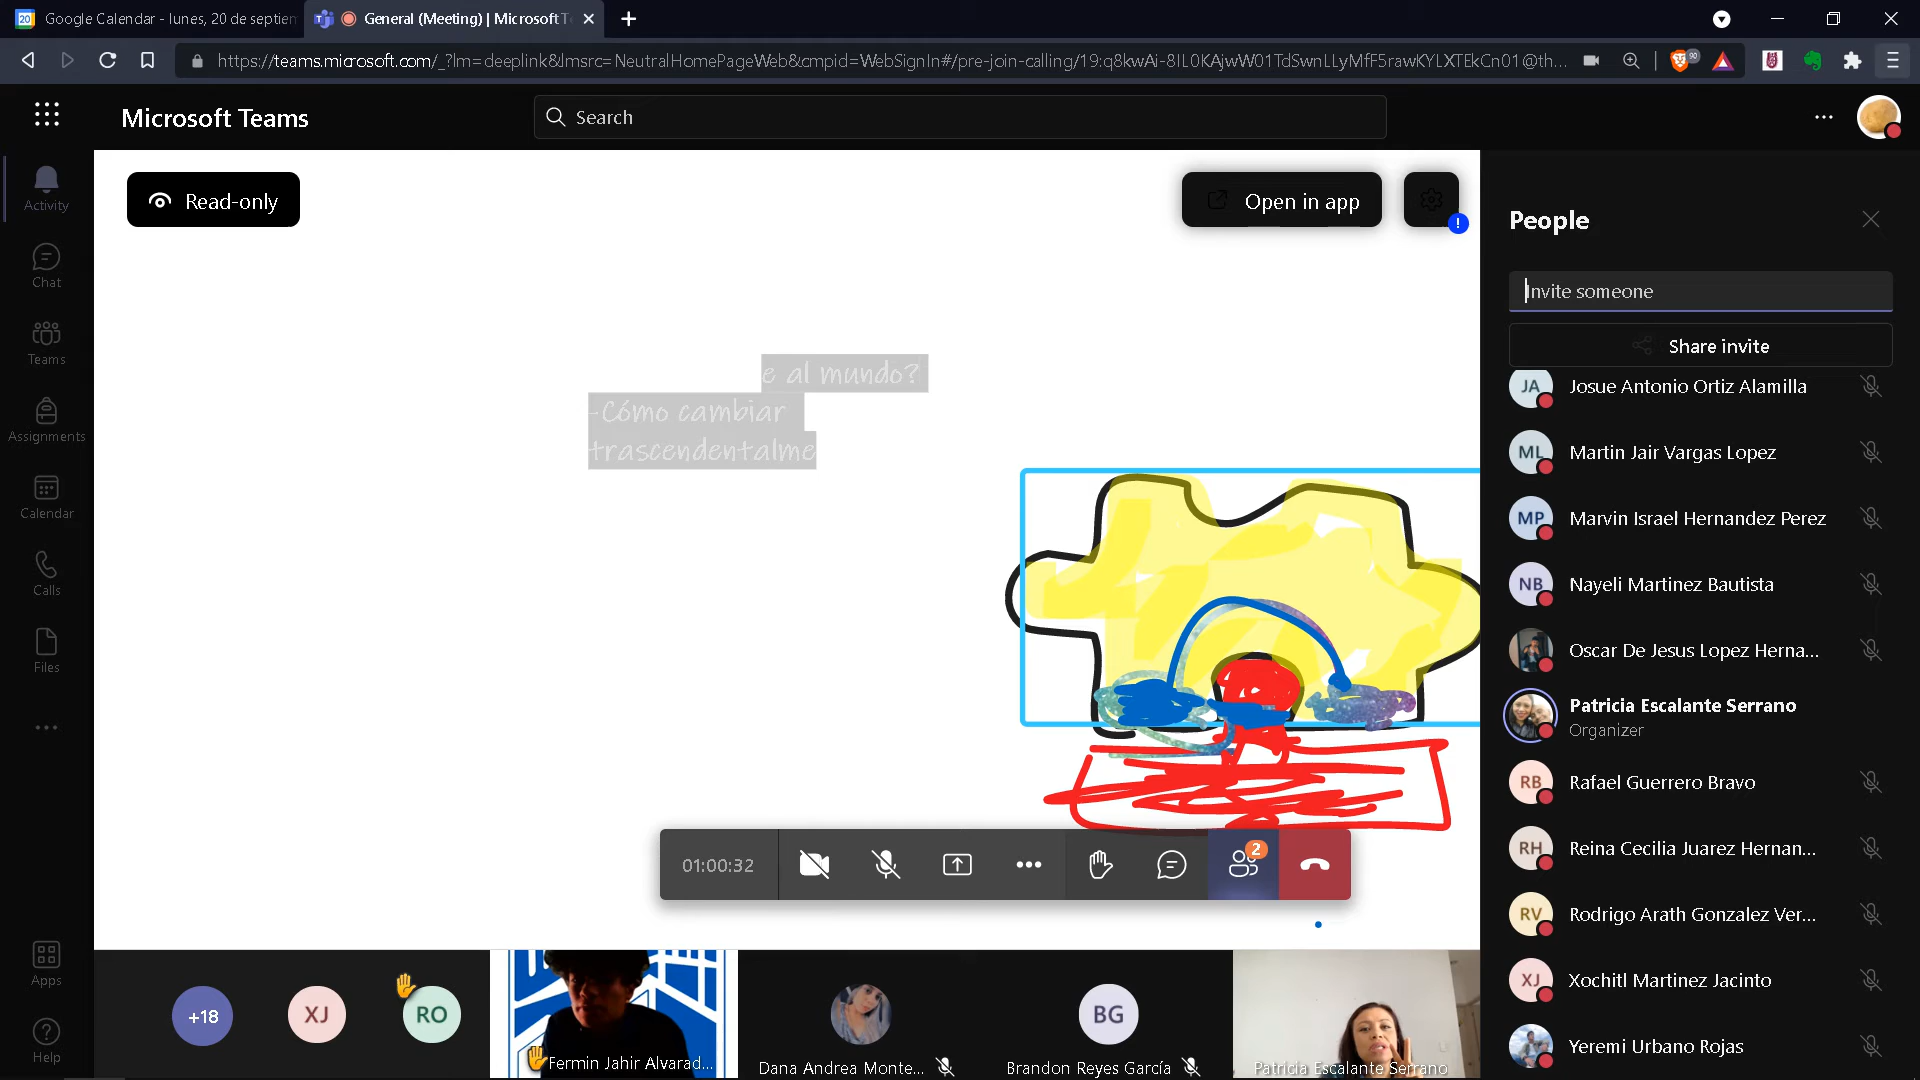 Google Calendar - lunes, 20 de septiem
General (Meeting) | Microsoft T
https://teams.microsoft.com/_?lm=deeplink&lmsrc=NeutralHomePageWeb&cmpid=WebSignIn#/pre-join-calling/19:q8kwAi-8IL0KAjwW01TdSwnLLyMfF5rawKYLXTEkCn01@th...
90
Microsoft Teams
Search
Activity
Chat
Teams
Assignments
Calendar
Calls
Files
Apps
Help
Read-only
Open in app
e al mundo?
-Cómo cambiar
trascendentalme
01:00:32
2
+18
XJ
RO
Fermin Jahir Alvarad...
Dana Andrea Monte...
BG
Brandon Reyes García
Patricia Escalante Serrano
People
Invite someone
Share invite
JA Josue Antonio Ortiz Alamilla
ML Martin Jair Vargas Lopez
MP Marvin Israel Hernandez Perez
NB Nayeli Martinez Bautista
Oscar De Jesus Lopez Herna...
Patricia Escalante Serrano
Organizer
RB Rafael Guerrero Bravo
RH Reina Cecilia Juarez Hernan...
RV Rodrigo Arath Gonzalez Ver...
XJ Xochitl Martinez Jacinto
Yeremi Urbano Rojas